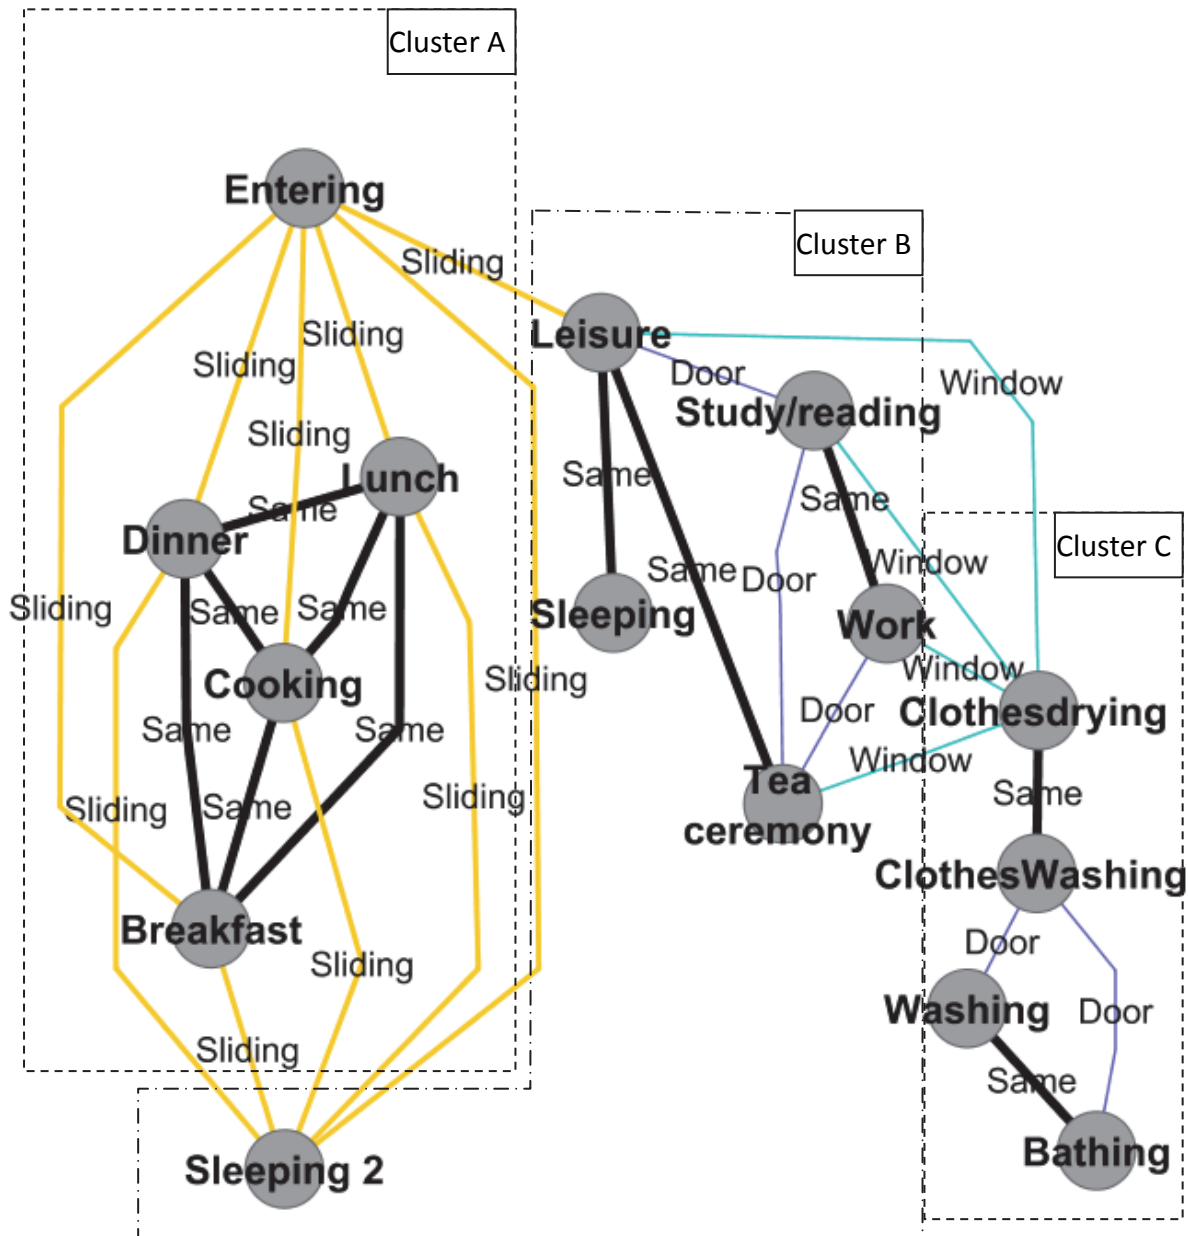 Cluster A
Entering
Cluster B
Sliding
Leisure
Sliding
Sliding
Door
Window
Study/reading
Sliding
Lunch
Same
Same
Same
Dinner
Window
Cluster C
Same
Door
Sliding
Same
Same
Sleeping
Work
Window
Cooking
Sliding
Clothesdrying
Same
Same
Door
Window
Tea
ceremony
Sliding
Same
Sliding
Same
ClothesWashing
Breakfast
Door
Sliding
Washing
Door
Sliding
Same
Bathing
Sleeping 2